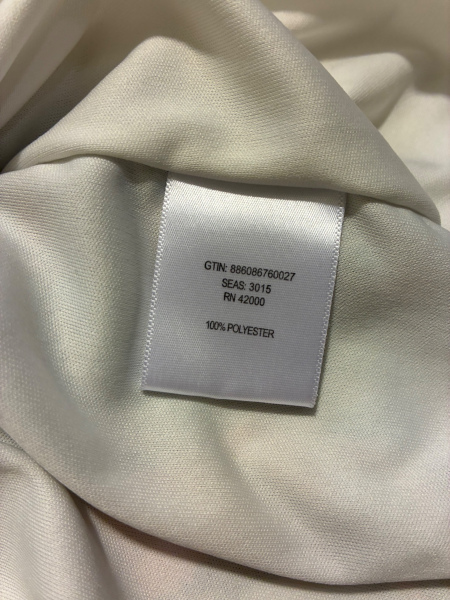 GTIN: 886086760027
SEAS: 3015
RN 42000
100% POLYESTER